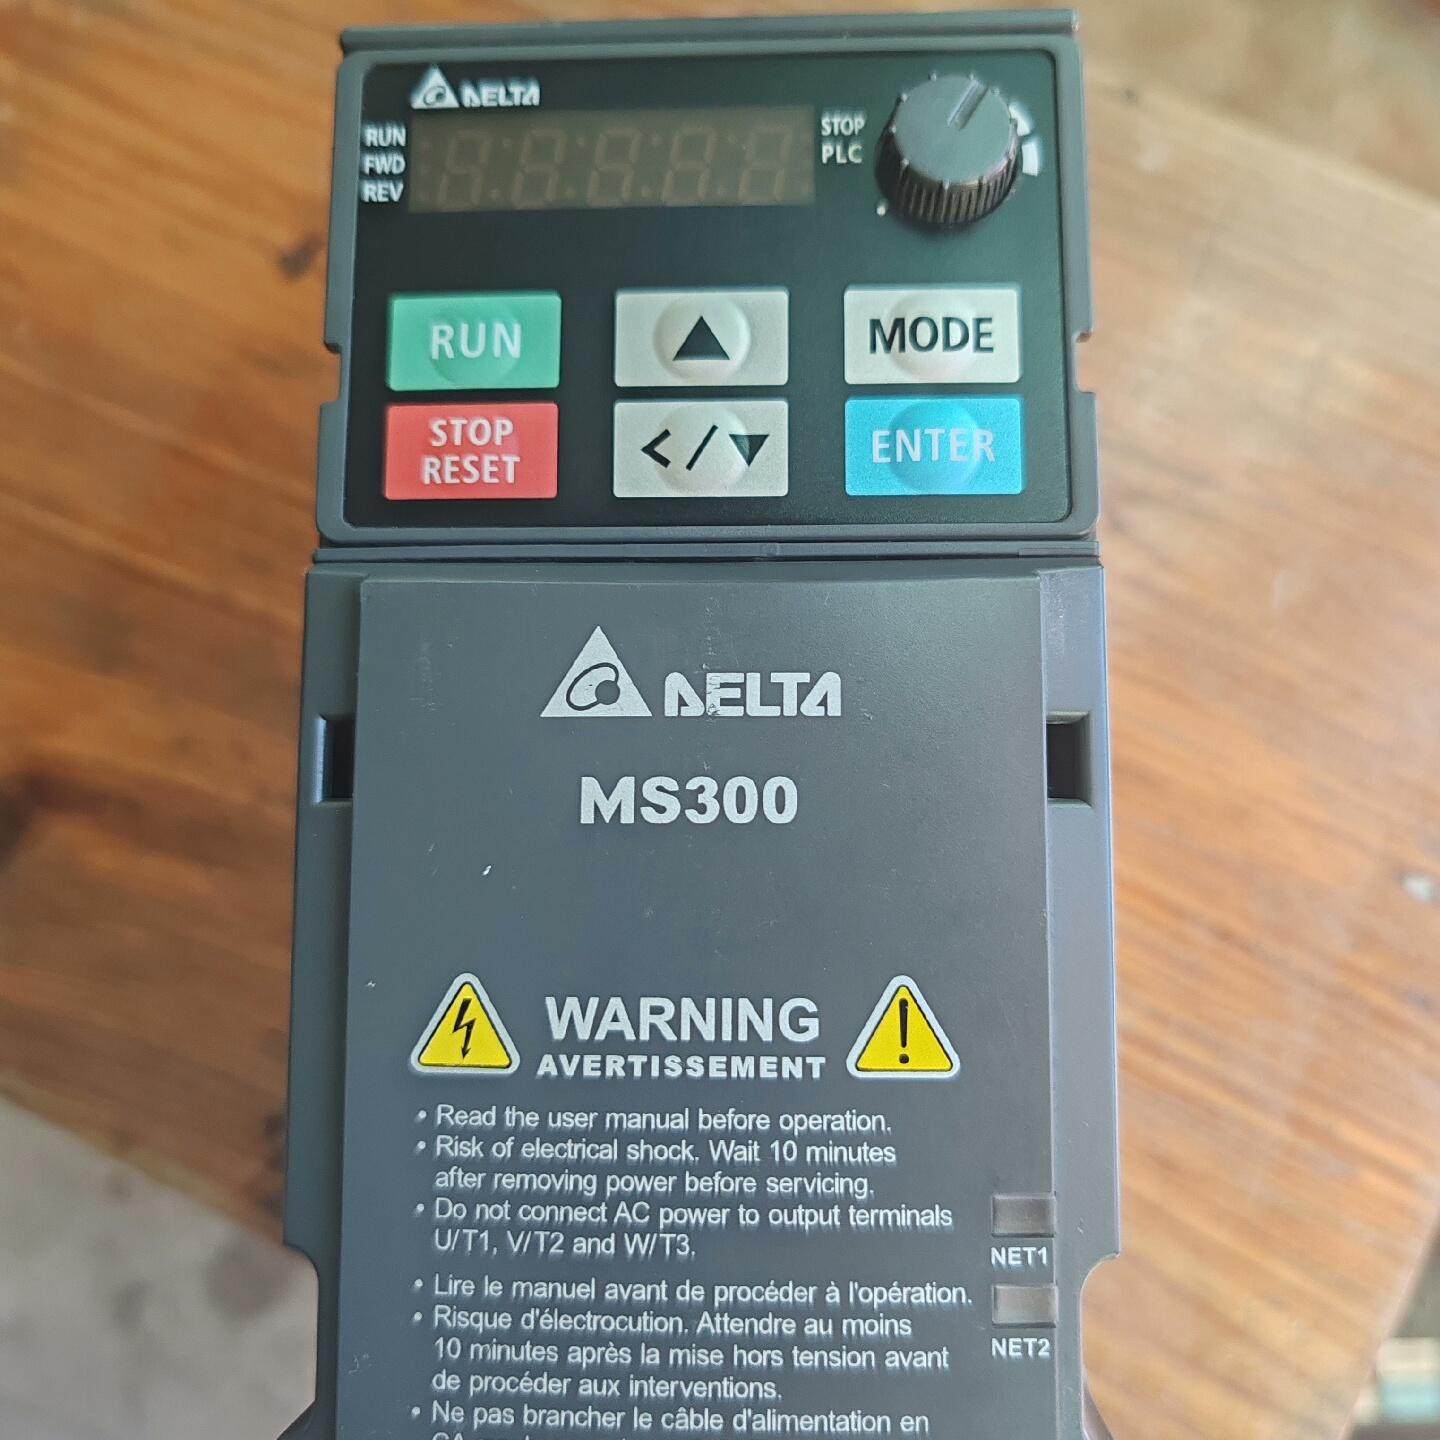 DELTA
RUN
FWD
REV
STOP
PLC
RUN
MODE
STOP
RESET
</
ENTER
DELTA
MS300
WARNING
AVERTISSEMENT
• Read the user manual before operation.
• Risk of electrical shock. Wait 10 minutes
after removing power before servicing.
• Do not connect AC power to output terminals
U/T1, V/T2 and W/T3.
NET1
• Lire le manuel avant de procéder à l'opération.
• Risque d'électrocution. Attendre au moins
10 minutes après la mise hors tension avant
de procéder aux interventions.
NET2
• Ne pas brancher le câble d'alimentation en